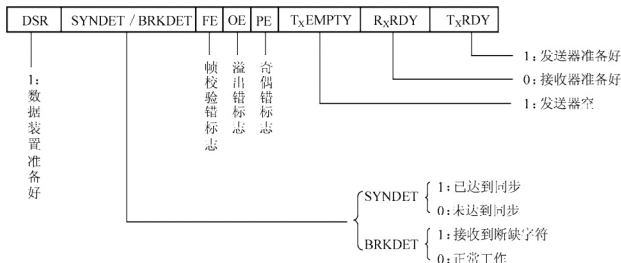 DSR SYNDET / BRKDET FE OE PE TXEMPTY RXRDY TXRDY
1:发送器准备好
0:接收器准备好
1:发送器空
1:数据装置准备好
帧校验错标志
溢出错标志
奇偶错标志
SYNDET
1:已达到同步
0:未达到同步
BRKDET
1:接收到断缺字符
0:正常工作